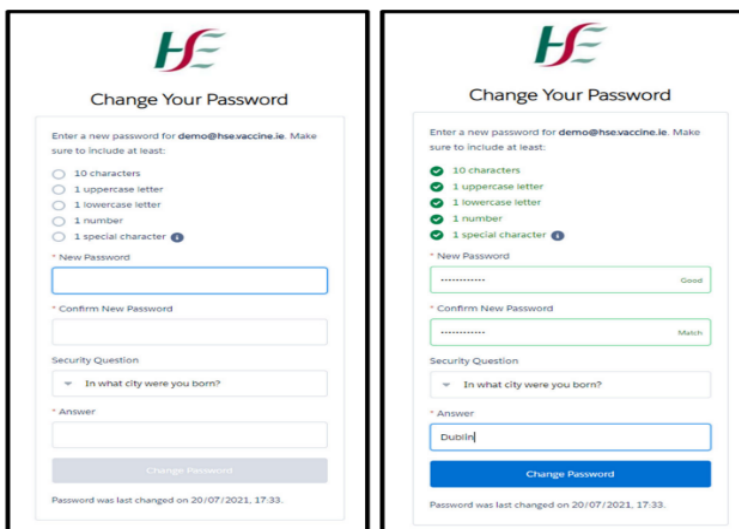 HSE
Change Your Password
Enter a new password for demo@hse.vaccine.ie. Make
sure to include at least:
10 characters
1 uppercase letter
1 lowercase letter
1 number
1 special character i
* New Password
* Confirm New Password
Security Question
In what city were you born?
* Answer
Change Password
Password was last changed on 20/07/2021, 17:33.
HSE
Change Your Password
Enter a new password for demo@hse.vaccine.ie. Make
sure to include at least:
10 characters
1 uppercase letter
1 lowercase letter
1 number
1 special character i
* New Password
············ Good
* Confirm New Password
············ Match
Security Question
In what city were you born?
* Answer
Dublin
Change Password
Password was last changed on 20/07/2021, 17:33.